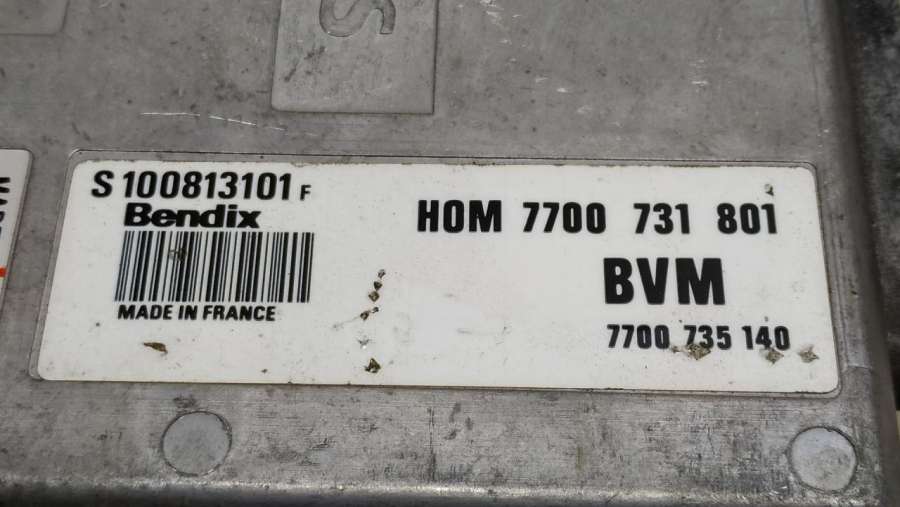 S
S 100813101 F
Bendix
MADE IN FRANCE
HOM 7700 731 801
BVM
7700 735 140